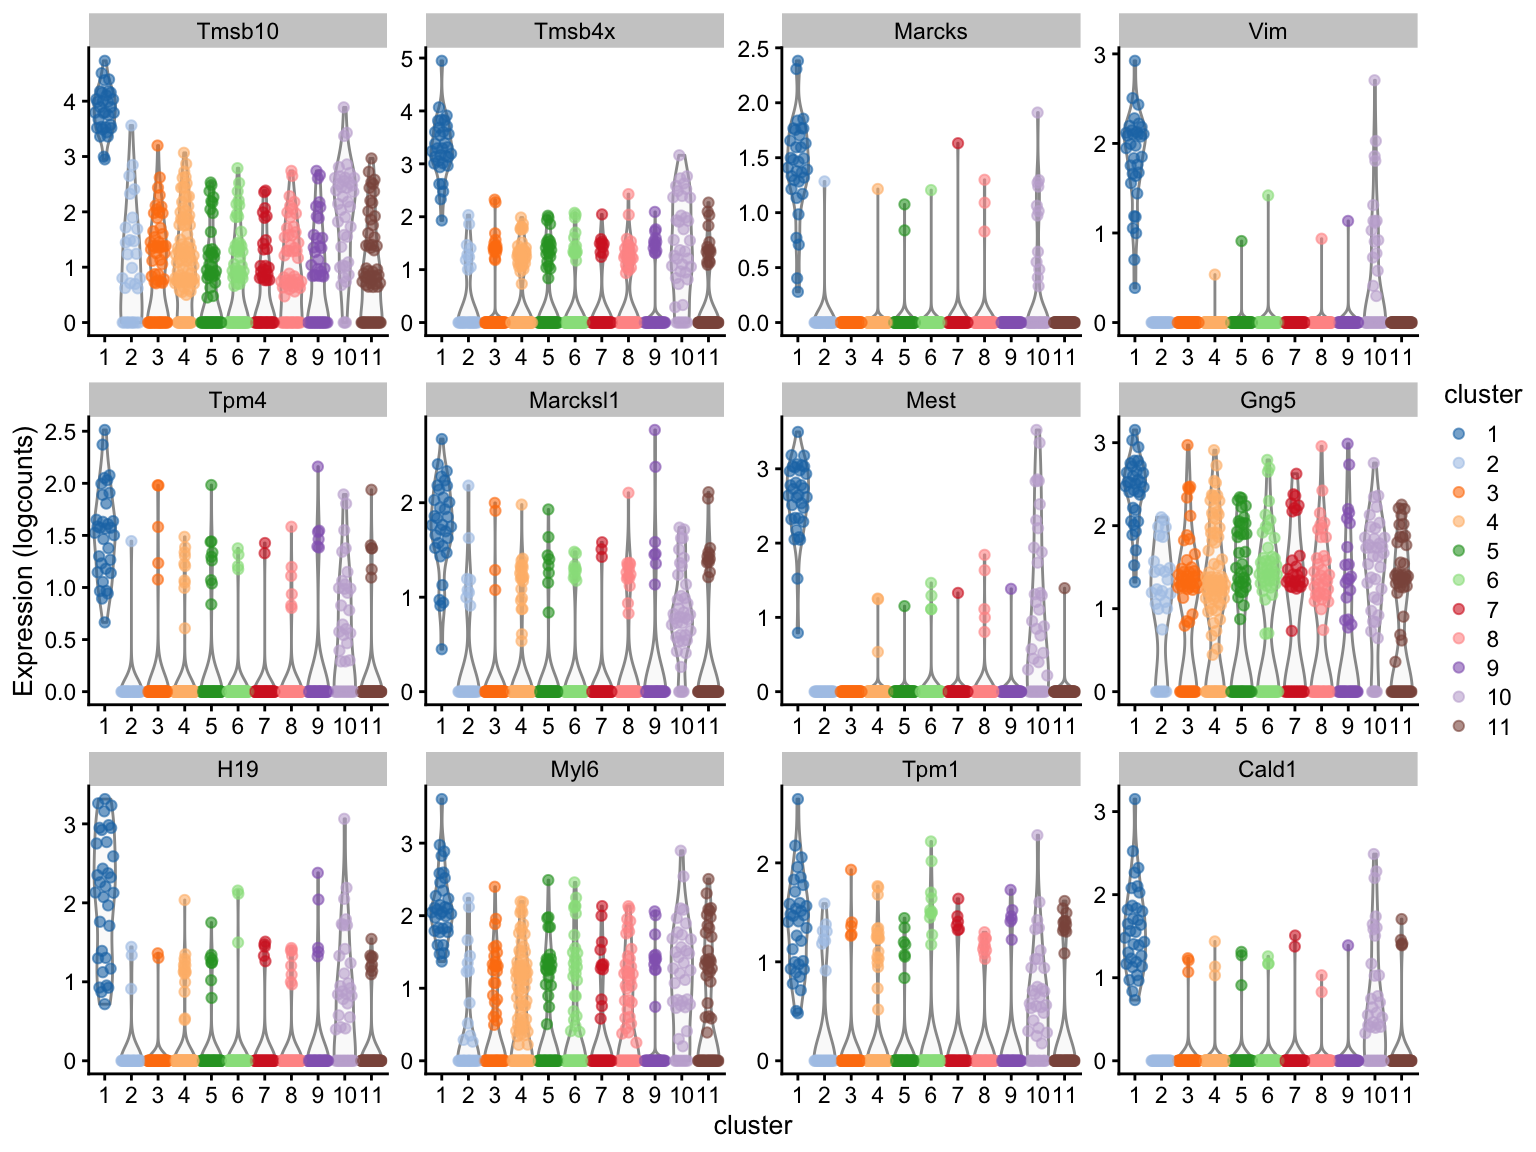 Tmsb10 Tmsb4x Marcks Vim
4 3 2 1 0
5 4 3 2 1 0
2.5 2.0 1.5 1.0 0.5 0.0
3 2 1 0
1 2 3 4 5 6 7 8 9 10 11
1 2 3 4 5 6 7 8 9 10 11
1 2 3 4 5 6 7 8 9 10 11
1 2 3 4 5 6 7 8 9 10 11
Tpm4 Marcksl1 Mest Gng5
2.5 2.0 1.5 1.0 0.5 0.0
2 1 0
3 2 1 0
3 2 1 0
1 2 3 4 5 6 7 8 9 10 11
1 2 3 4 5 6 7 8 9 10 11
1 2 3 4 5 6 7 8 9 10 11
1 2 3 4 5 6 7 8 9 10 11
H19 Myl6 Tpm1 Cald1
3 2 1 0
3 2 1 0
2 1 0
3 2 1 0
1 2 3 4 5 6 7 8 9 10 11
1 2 3 4 5 6 7 8 9 10 11
1 2 3 4 5 6 7 8 9 10 11
1 2 3 4 5 6 7 8 9 10 11
Expression (logcounts)
cluster
cluster
1
2
3
4
5
6
7
8
9
10
11